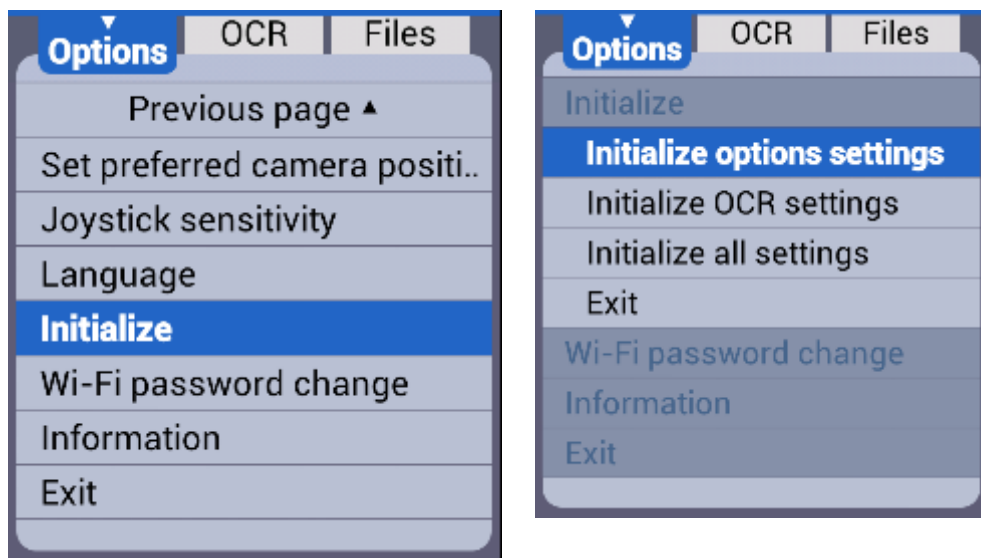 Options OCR Files
Previous page ▲
Set preferred camera positi..
Joystick sensitivity
Language
Initialize
Wi-Fi password change
Information
Exit
Options OCR Files
Initialize
Initialize options settings
Initialize OCR settings
Initialize all settings
Exit
Wi-Fi password change
Information
Exit